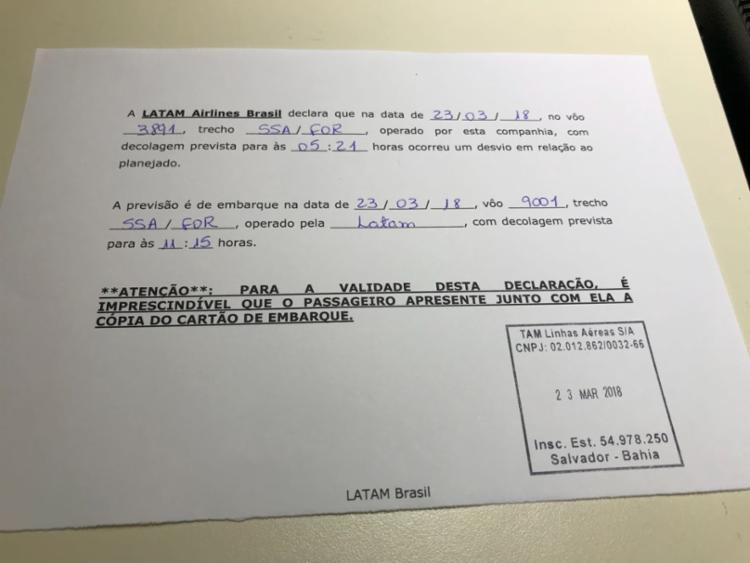 A LATAM Airlines Brasil declara que na data de 23/03/18, no vôo
3891, trecho SSA/FOR, operado por esta companhia, com
decolagem prevista para às 05:21 horas ocorreu um desvio em relação ao
planejado.
A previsão é de embarque na data de 23/03/18, vôo 9001, trecho
SSA/FOR, operado pela Latam, com decolagem prevista
para às 11:15 horas.
**ATENÇÃO**: PARA A VALIDADE DESTA DECLARAÇÃO, É
IMPRESCINDÍVEL QUE O PASSAGEIRO APRESENTE JUNTO COM ELA A
CÓPIA DO CARTÃO DE EMBARQUE.
TAM Linhas Aéreas S/A
CNPJ: 02.012.862/0032-66
23 MAR 2018
Insc. Est. 54.978.250
Salvador - Bahia
LATAM Brasil